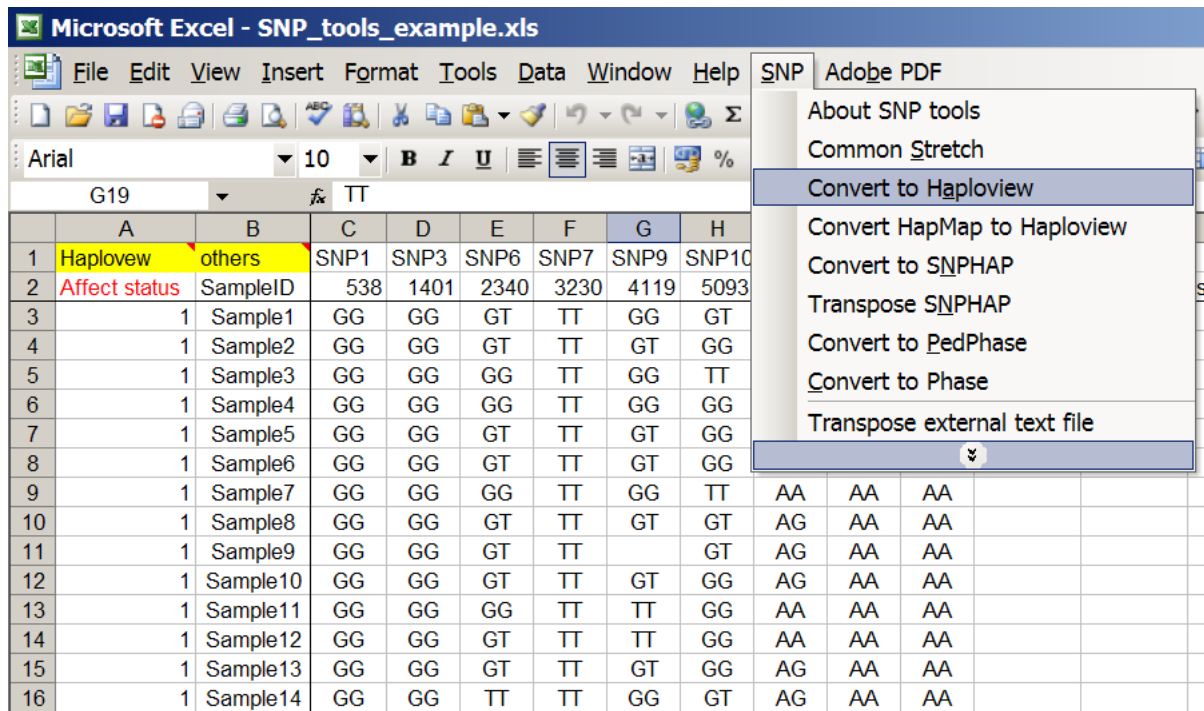 Microsoft Excel - SNP_tools_example.xls
File Edit View Insert Format Tools Data Window Help SNP Adobe PDF
About SNP tools
Common Stretch
Convert to Haploview
Convert HapMap to Haploview
Convert to SNPHAP
Transpose SNPHAP
Convert to PedPhase
Convert to Phase
Transpose external text file
ABC Σ
Arial 10 B I U %
G19 fx TT
A B C D E F G H
1 Haplovew others SNP1 SNP3 SNP6 SNP7 SNP9 SNP10
2 Affect status SampleID 538 1401 2340 3230 4119 5093
3 1 Sample1 GG GG GT TT GG GT
4 1 Sample2 GG GG GT TT GT GG
5 1 Sample3 GG GG GG TT GG TT
6 1 Sample4 GG GG GG TT GG GG
7 1 Sample5 GG GG GT TT GT GG
8 1 Sample6 GG GG GT TT GT GG
9 1 Sample7 GG GG GG TT GG TT AA AA AA
10 1 Sample8 GG GG GT TT GT GT AG AA AA
11 1 Sample9 GG GG GT TT GT AG AA AA
12 1 Sample10 GG GG GT TT GT GG AG AA AA
13 1 Sample11 GG GG GG TT TT GG AA AA AA
14 1 Sample12 GG GG GT TT TT GG AA AA AA
15 1 Sample13 GG GG GT TT GT GG AG AA AA
16 1 Sample14 GG GG TT TT GG GT AG AA AA